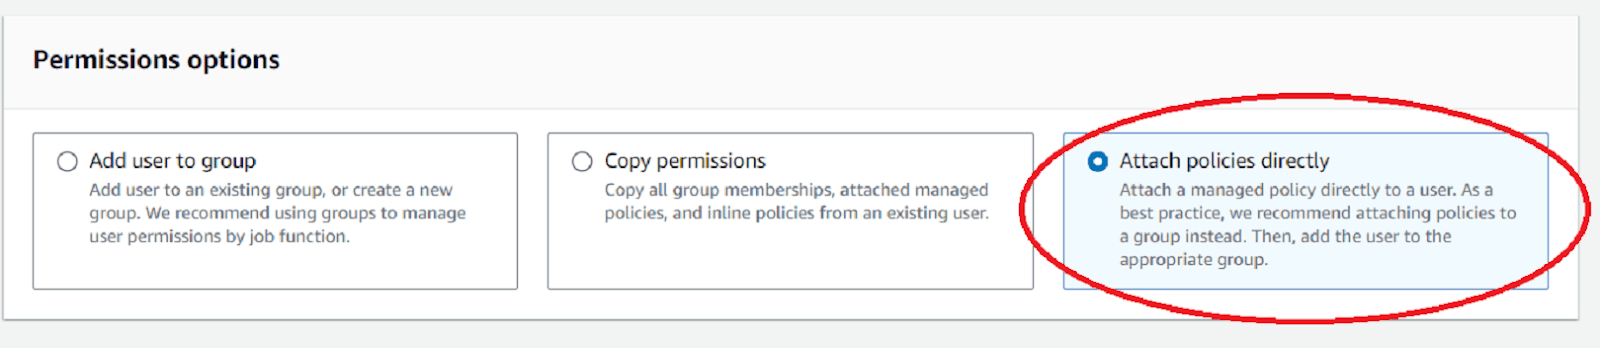 Permissions options
Add user to group
Add user to an existing group, or create a new
group. We recommend using groups to manage
user permissions by job function.
Copy permissions
Copy all group memberships, attached managed
policies, and inline policies from an existing user.
Attach policies directly
Attach a managed policy directly to a user. As a
best practice, we recommend attaching policies to
a group instead. Then, add the user to the
appropriate group.